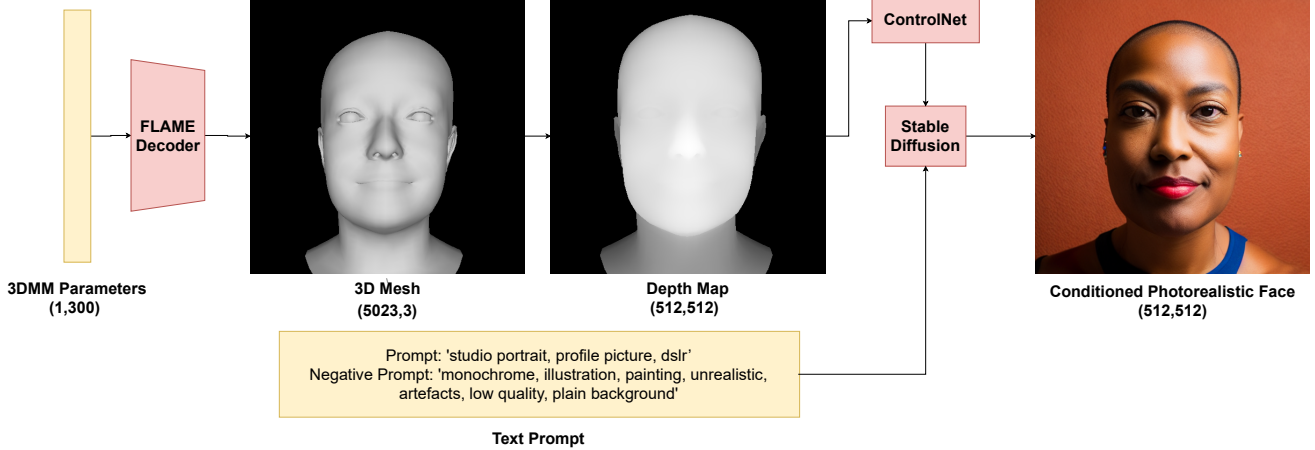 ControlNet
FLAME
Decoder
Stable
Diffusion
3DMM Parameters
(1,300)
3D Mesh
(5023,3)
Depth Map
(512,512)
Conditioned Photorealistic Face
(512,512)
Prompt: 'studio portrait, profile picture, dslr’
Negative Prompt: 'monochrome, illustration, painting, unrealistic,
artefacts, low quality, plain background'
Text Prompt